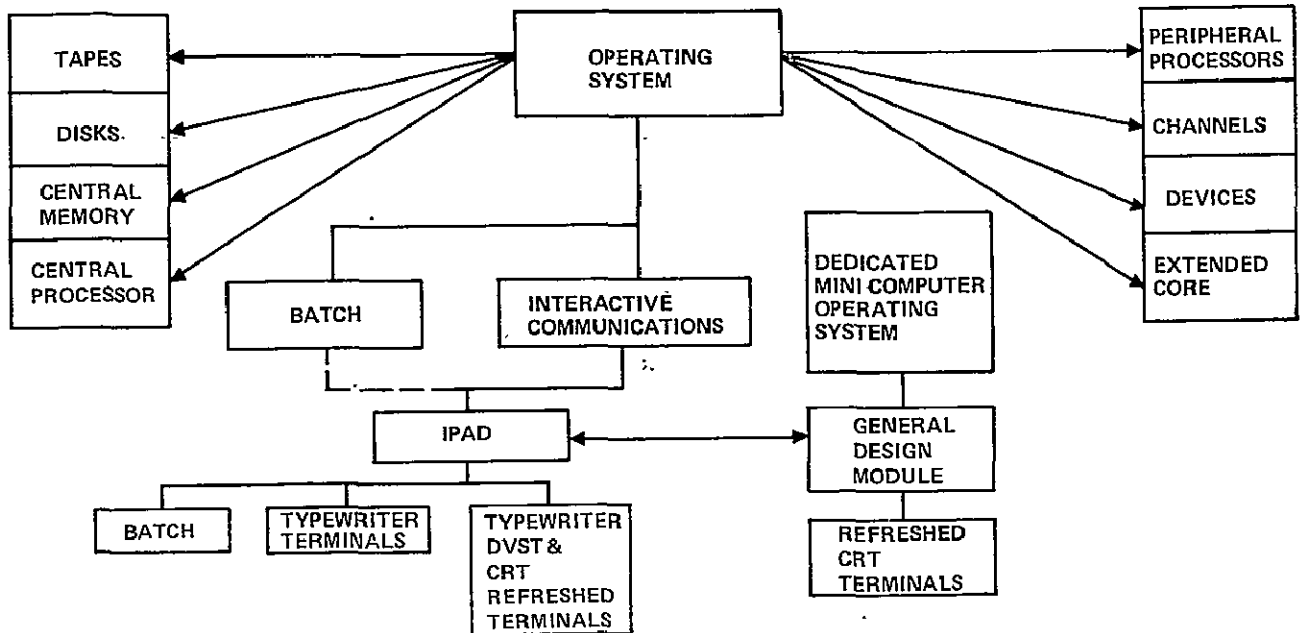 TAPES
DISKS
CENTRAL
MEMORY
CENTRAL
PROCESSOR
OPERATING
SYSTEM
PERIPHERAL
PROCESSORS
CHANNELS
DEVICES
EXTENDED
CORE
BATCH
INTERACTIVE
COMMUNICATIONS
DEDICATED
MINI COMPUTER
OPERATING
SYSTEM
IPAD
GENERAL
DESIGN
MODULE
BATCH
TYPEWRITER
TERMINALS
TYPEWRITER
DVST &
CRT
REFRESHED
TERMINALS
REFRESHED
CRT
TERMINALS